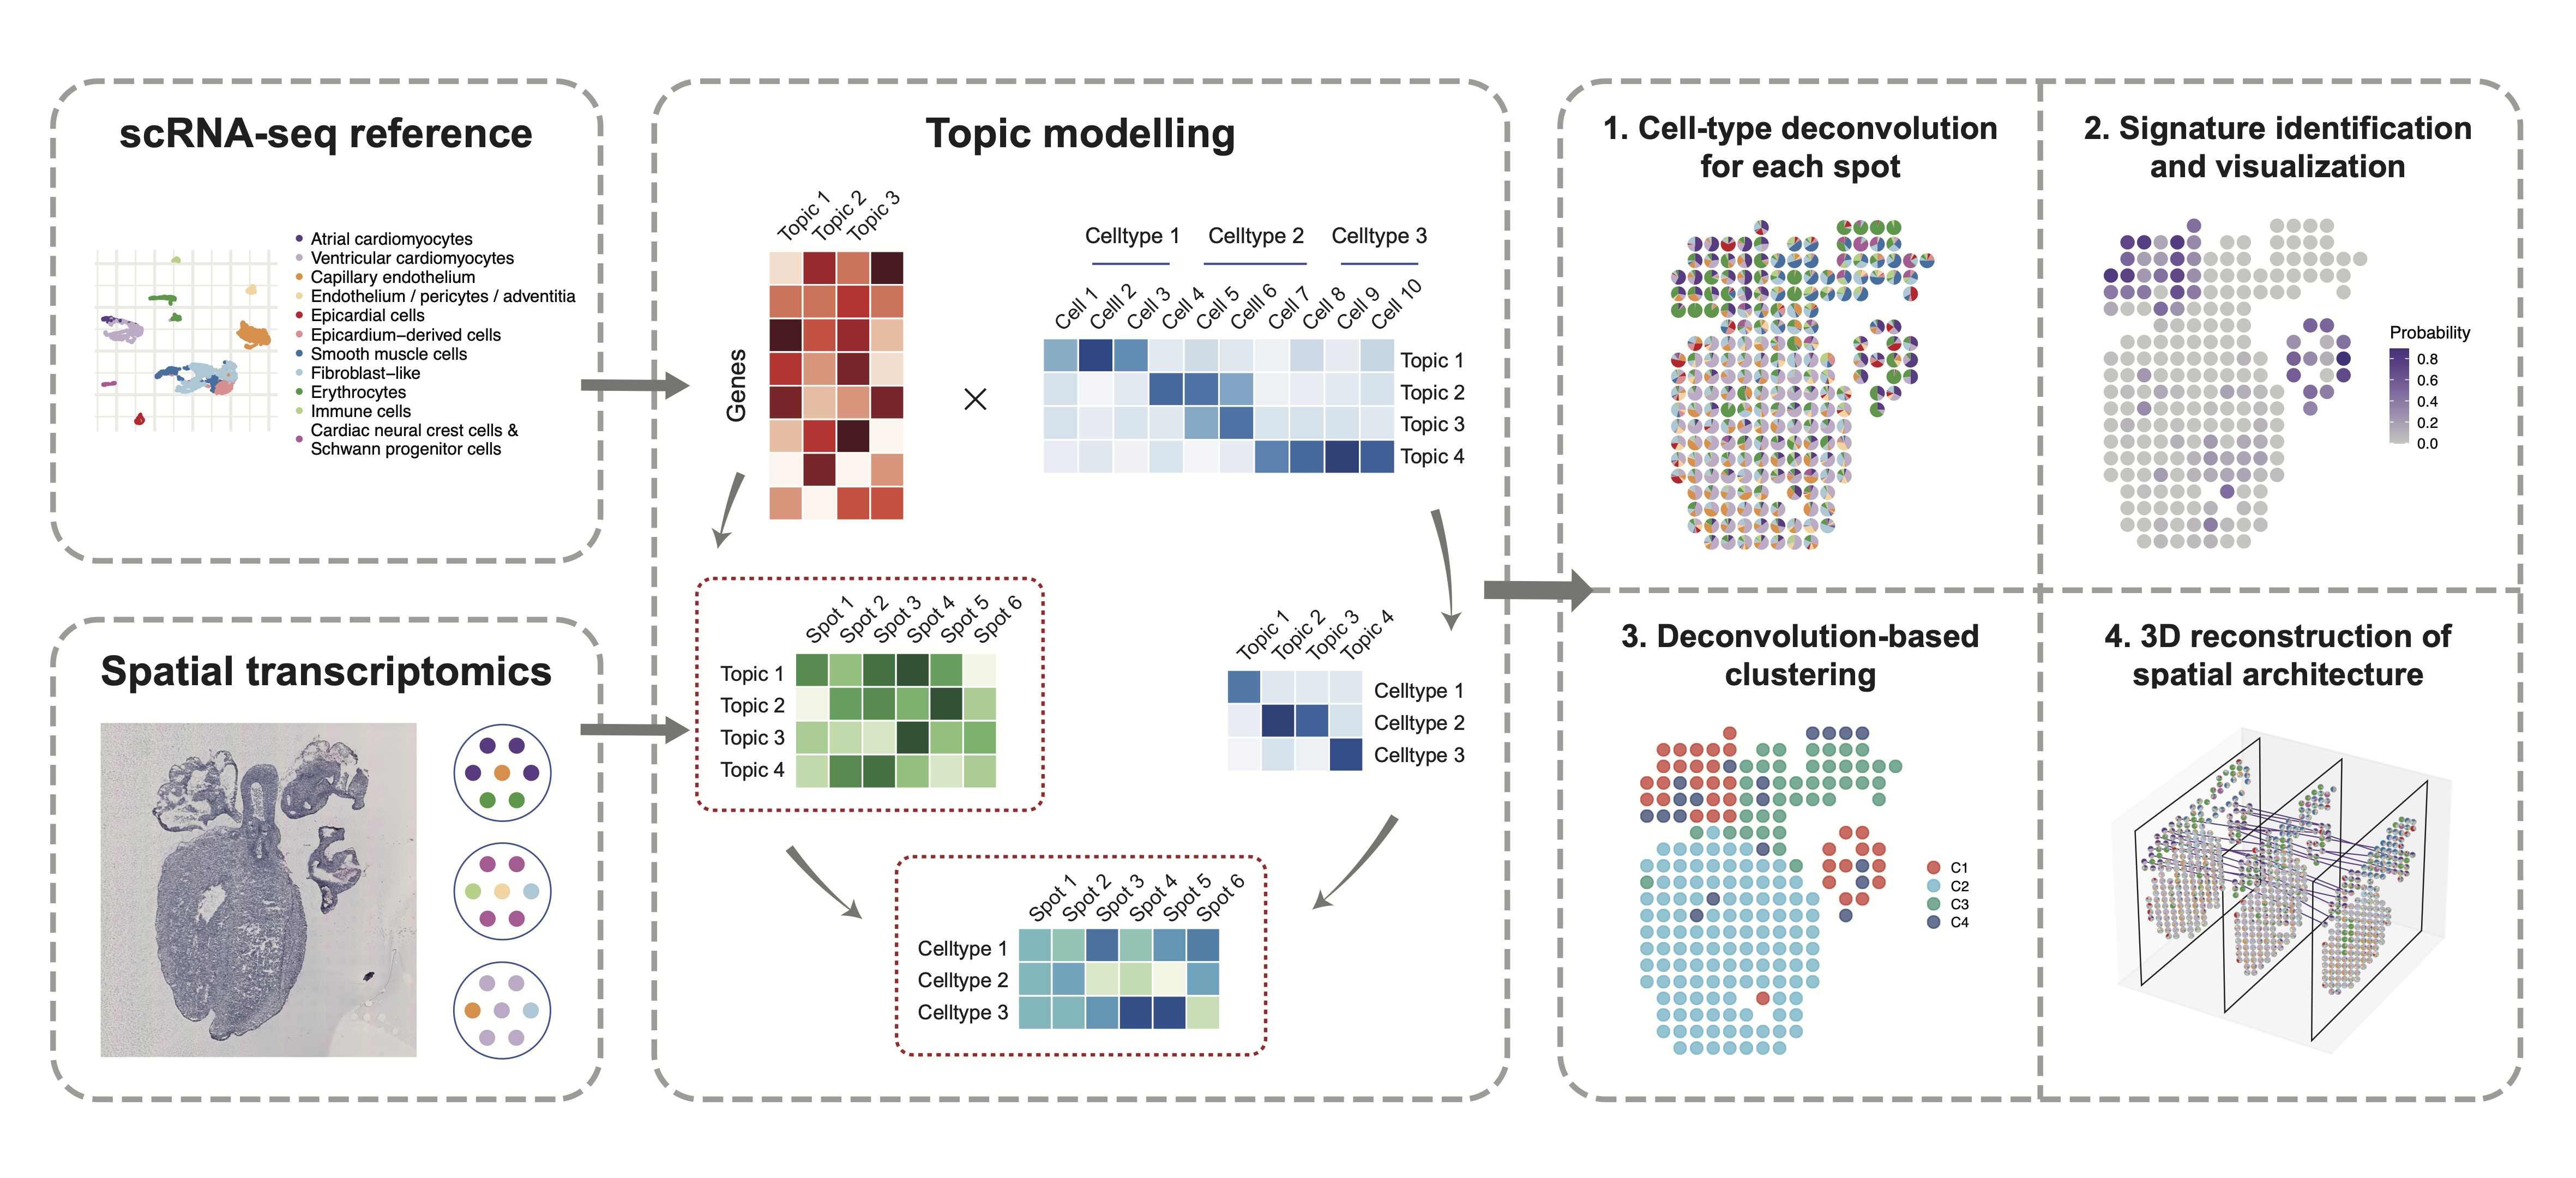 scRNA-seq reference
Atrial cardiomyocytes
Ventricular cardiomyocytes
Capillary endothelium
Endothelium / pericytes / adventitia
Epicardial cells
Epicardium–derived cells
Smooth muscle cells
Fibroblast–like
Erythrocytes
Immune cells
Cardiac neural crest cells &
Schwann progenitor cells
Spatial transcriptomics
Topic modelling
Topic 1
Topic 2
Topic 3
Genes
×
Celltype 1
Celltype 2
Celltype 3
Cell 1
Celll 2
Cell 3
Cell 4
Cell 5
Celll 6
Cell 7
Cell 8
Cell 9
Cell 10
Topic 1
Topic 2
Topic 3
Topic 4
Spot 1
Spot 2
Spot 3
Spot 4
Spot 5
Spot 6
Topic 1
Topic 2
Topic 3
Topic 4
Topic 1
Topic 2
Topic 3
Topic 4
Celltype 1
Celltype 2
Celltype 3
Spot 1
Spot 2
Spot 3
Spot 4
Spot 5
Spot 6
Celltype 1
Celltype 2
Celltype 3
1. Cell-type deconvolution
for each spot
2. Signature identification
and visualization
Probability
0.8
0.6
0.4
0.2
0.0
3. Deconvolution-based
clustering
C1
C2
C3
C4
4. 3D reconstruction of
spatial architecture